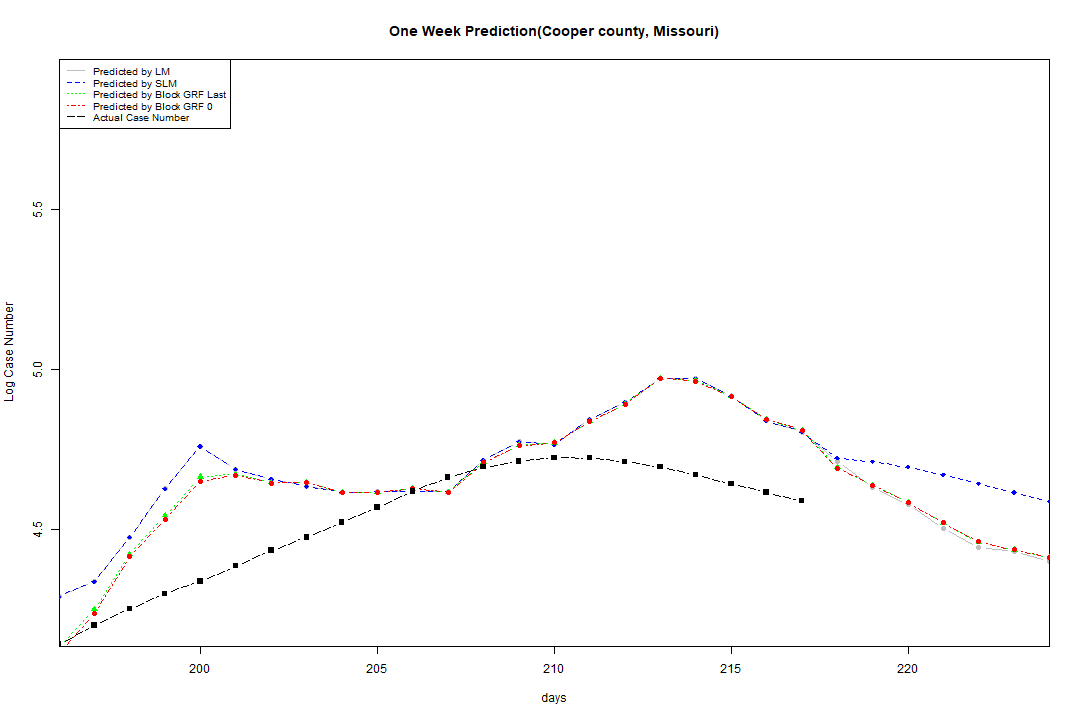 One Week Prediction(Cooper county, Missouri)
Predicted by LM
Predicted by SLM
Predicted by Block GRF Last
Predicted by Block GRF 0
Actual Case Number
5.5
5.0
4.5
Log Case Number
200 205 210 215 220
days